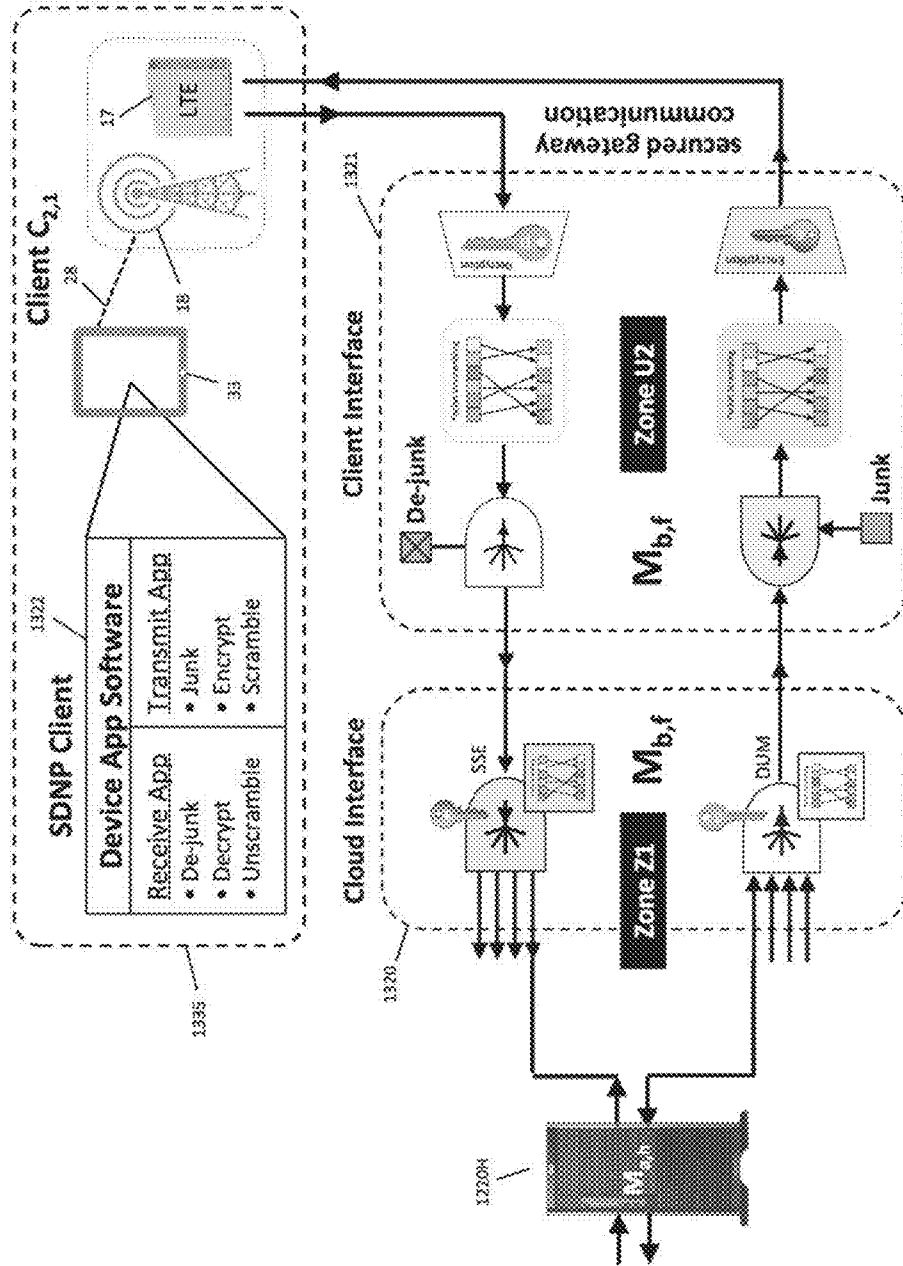 SDNP Client
Client C2,1
1322
Device App Software
Receive App
• De-junk
• Decrypt
• Unscramble
Transmit App
• Junk
• Encrypt
• Scramble
1335
33
28
18
17
LTE
Cloud Interface
Client Interface
1320
1321
SSE
De-junk
Decryption
Zone Z1
Mb,f
Mb,f
Zone U2
secured gateway
communication
DUM
Junk
Encryption
1220H